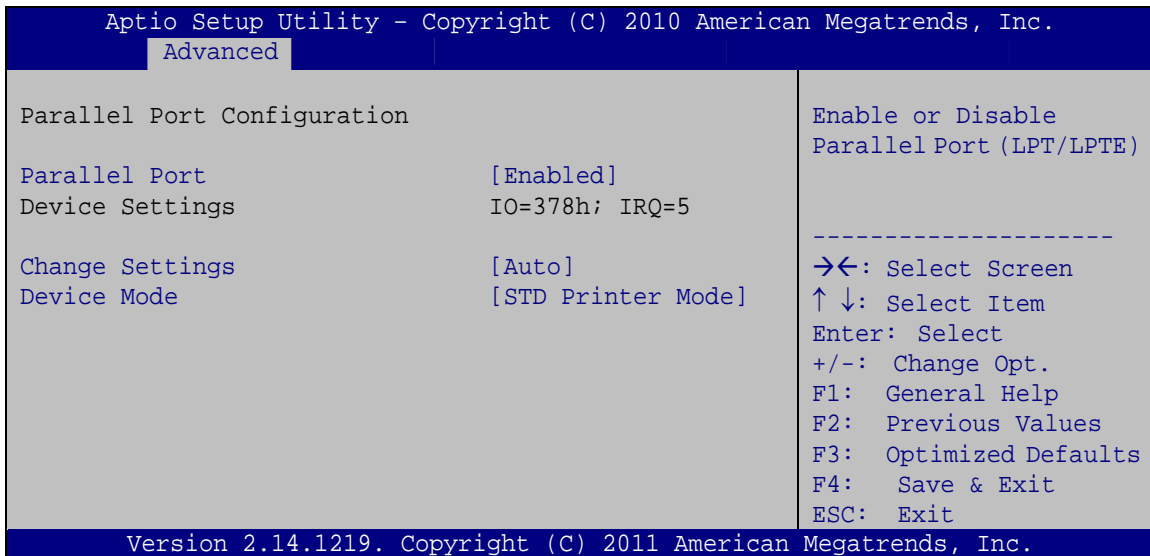 Aptio Setup Utility – Copyright (C) 2010 American Megatrends, Inc.
Advanced
Parallel Port Configuration
Parallel Port [Enabled]
Device Settings IO=378h; IRQ=5
Change Settings [Auto]
Device Mode [STD Printer Mode]
Enable or Disable
Parallel Port (LPT/LPTE)
---------------------
→←: Select Screen
↑ ↓: Select Item
Enter: Select
+/-: Change Opt.
F1: General Help
F2: Previous Values
F3: Optimized Defaults
F4: Save & Exit
ESC: Exit
Version 2.14.1219. Copyright (C) 2011 American Megatrends, Inc.